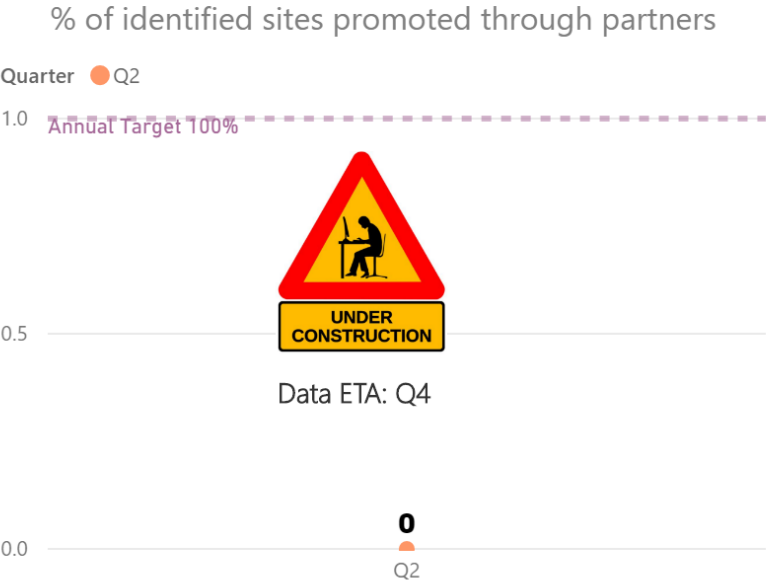 % of identified sites promoted through partners
Quarter Q2
1.0
Annual Target 100%
UNDER
CONSTRUCTION
0.5
Data ETA: Q4
0
0.0
Q2